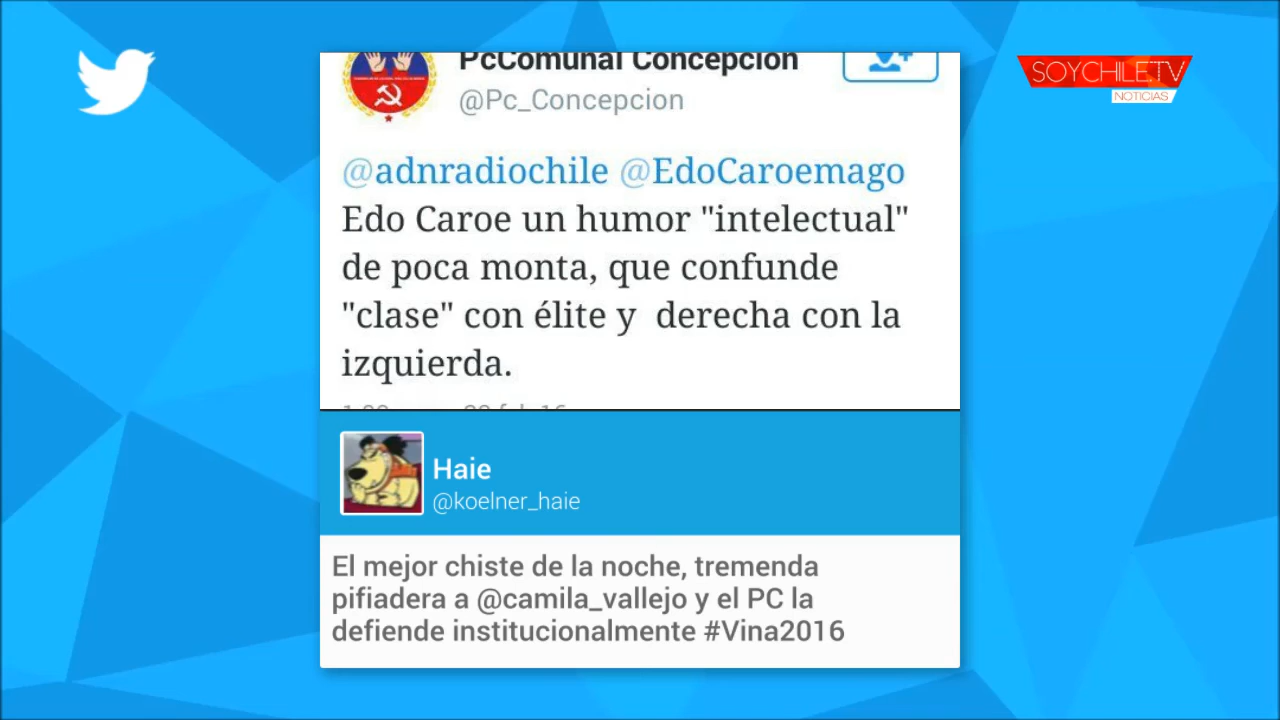 SOYCHILE.TV
NOTICIAS
PcComunal Concepción
@Pc_Concepcion
@adnradiochile @EdoCaroemago
Edo Caroe un humor "intelectual"
de poca monta, que confunde
"clase" con élite y derecha con la
izquierda.
Haie
@koelner_haie
El mejor chiste de la noche, tremenda
pifiadera a @camila_vallejo y el PC la
defiende institucionalmente #Vina2016